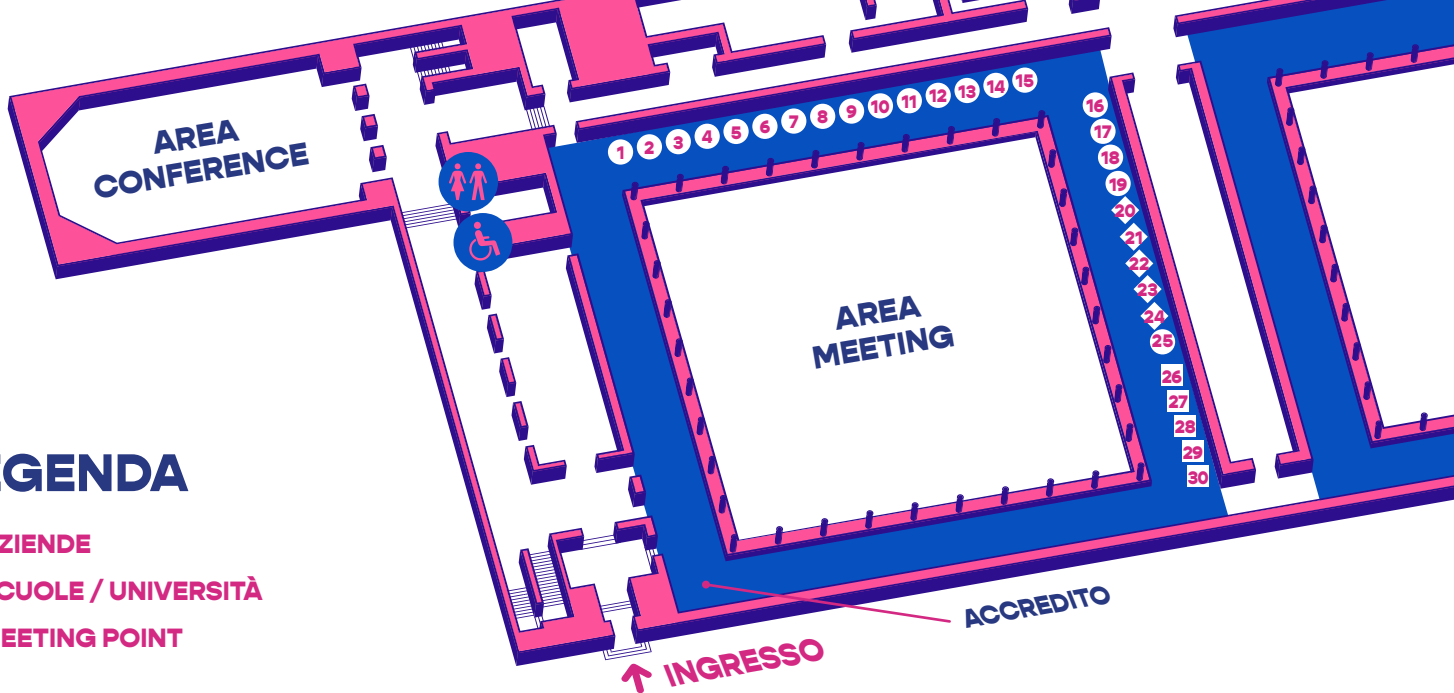 AREA
CONFERENCE
1 2 3 4 5 6 7 8 9 10 11 12 13 14 15
16
17
18
19
20
21
22
23
24
25
26
27
28
29
30
AREA
MEETING
EGENDA
ZIENDE
CUOLE / UNIVERSITÀ
EETING POINT
ACCREDITO
INGRESSO